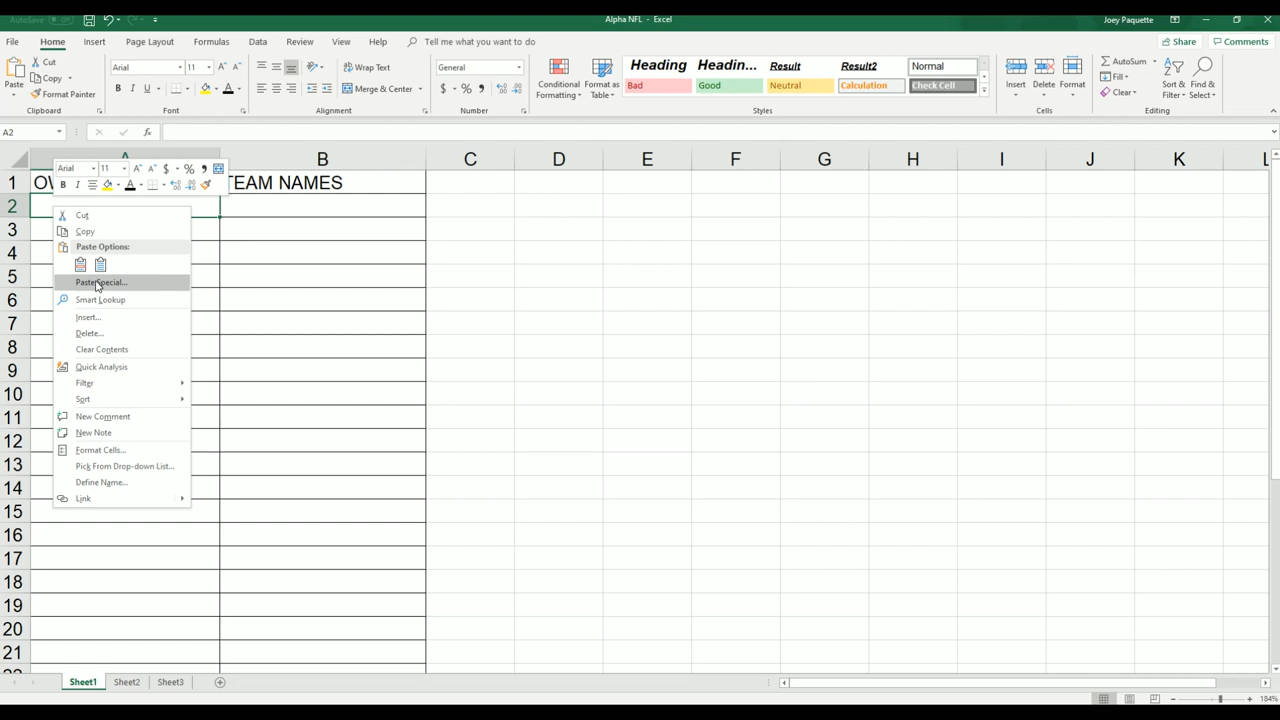 AutoSave Off Alpha NFL - Excel Joey Paquette
File Home Insert Page Layout Formulas Data Review View Help Tell me what you want to do Share Comments
Paste Cut Copy Format Painter
Arial 11
B I U A
Wrap Text
Merge & Center
General
$ % ,
Conditional Formatting
Format as Table
Heading Headin... Result Result2 Normal
Bad Good Neutral Calculation Check Cell
Insert Delete Format
AutoSum
Fill
Clear
Sort & Filter
Find & Select
Clipboard Font Alignment Number Styles Cells Editing
A2 fx
A B C D E F G H I J K L
Arial 11 A A $ % ,
B I A
1 OW TEAM NAMES
2
3
4
5
6
7
8
9
10
11
12
13
14
15
16
17
18
19
20
21
22
Cut
Copy
Paste Options:
Paste Special...
Smart Lookup
Insert...
Delete...
Clear Contents
Quick Analysis
Filter
Sort
New Comment
New Note
Format Cells...
Pick From Drop-down List...
Define Name...
Link
Sheet1 Sheet2 Sheet3
184%